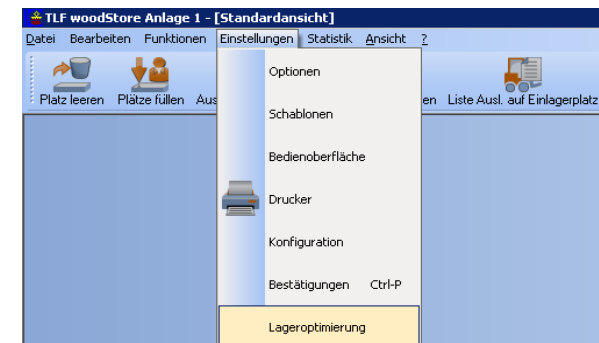 TLF woodStore Anlage 1 - [Standardansicht]
Datei Bearbeiten Funktionen Einstellungen Statistik Ansicht ?
Platz leeren Plätze füllen Aus en Liste Ausl. auf Einlagerplatz
Optionen
Schablonen
Bedienoberfläche
Drucker
Konfiguration
Bestätigungen Ctrl-P
Lageroptimierung